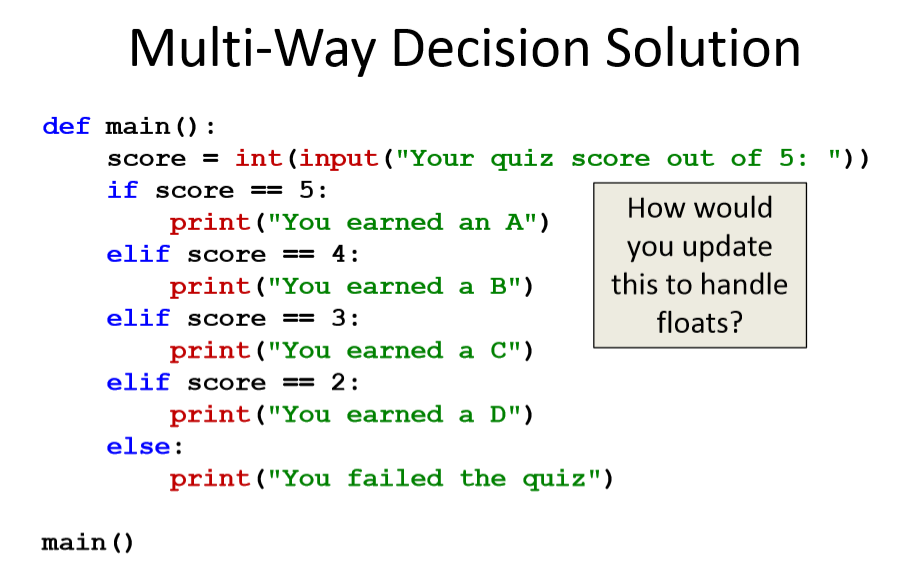 Multi-Way Decision Solution
def main():
    score = int(input("Your quiz score out of 5: "))
    if score == 5:
        print("You earned an A")
    elif score == 4:
        print("You earned a B")
    elif score == 3:
        print("You earned a C")
    elif score == 2:
        print("You earned a D")
    else:
        print("You failed the quiz")
main()
How would
you update
this to handle
floats?